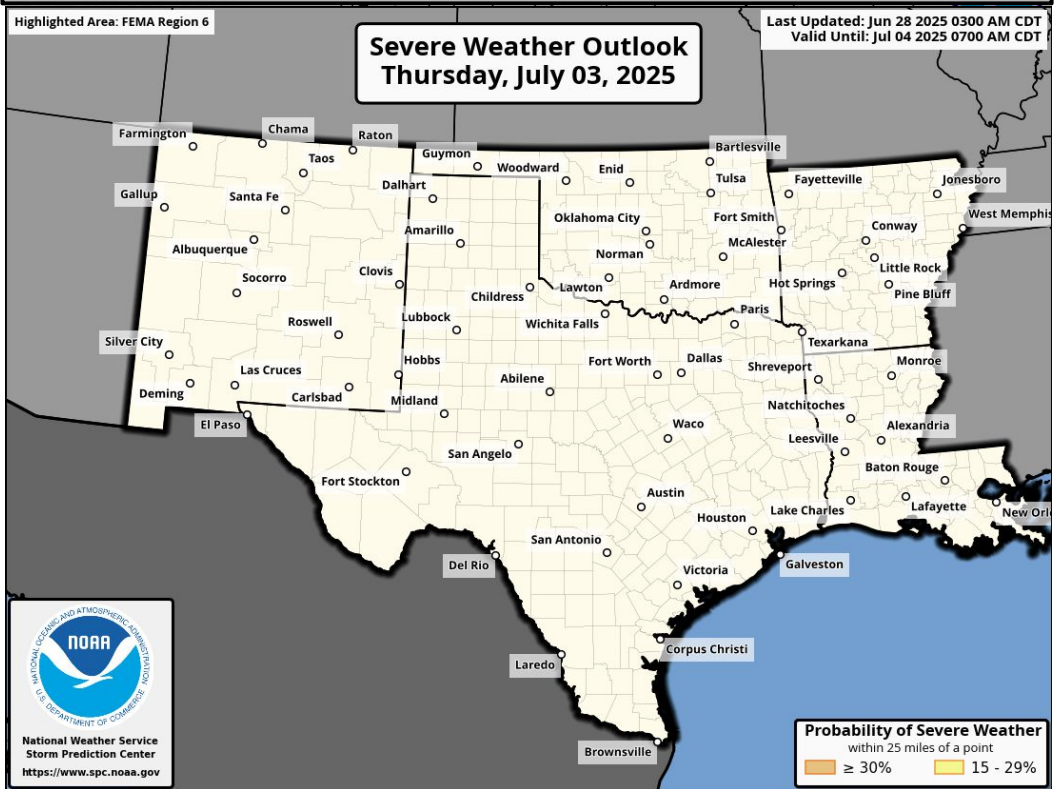 Highlighted Area: FEMA Region 6
Severe Weather Outlook
Thursday, July 03, 2025
Last Updated: Jun 28 2025 0300 AM CDT
Valid Until: Jul 04 2025 0700 AM CDT
Farmington
Chama
Raton
Taos
Guymon
Woodward
Enid
Bartlesville
Tulsa
Fayetteville
Jonesboro
Gallup
Santa Fe
Dalhart
Oklahoma City
Fort Smith
Conway
West Memphis
Albuquerque
Amarillo
Norman
McAlester
Little Rock
Socorro
Clovis
Childress
Lawton
Ardmore
Hot Springs
Pine Bluff
Roswell
Lubbock
Wichita Falls
Paris
Texarkana
Silver City
Hobbs
Fort Worth
Dallas
Shreveport
Monroe
Las Cruces
Deming
Carlsbad
Midland
Abilene
Natchitoches
El Paso
Waco
Leesville
Alexandria
San Angelo
Fort Stockton
Baton Rouge
Austin
Houston
Lake Charles
Lafayette
New Orl
San Antonio
Del Rio
Victoria
Galveston
Laredo
Corpus Christi
Brownsville
NATIONAL OCEANIC AND ATMOSPHERIC ADMINISTRATION
NOAA
U.S. DEPARTMENT OF COMMERCE
National Weather Service
Storm Prediction Center
https://www.spc.noaa.gov
Probability of Severe Weather
within 25 miles of a point
≥ 30%
15 - 29%